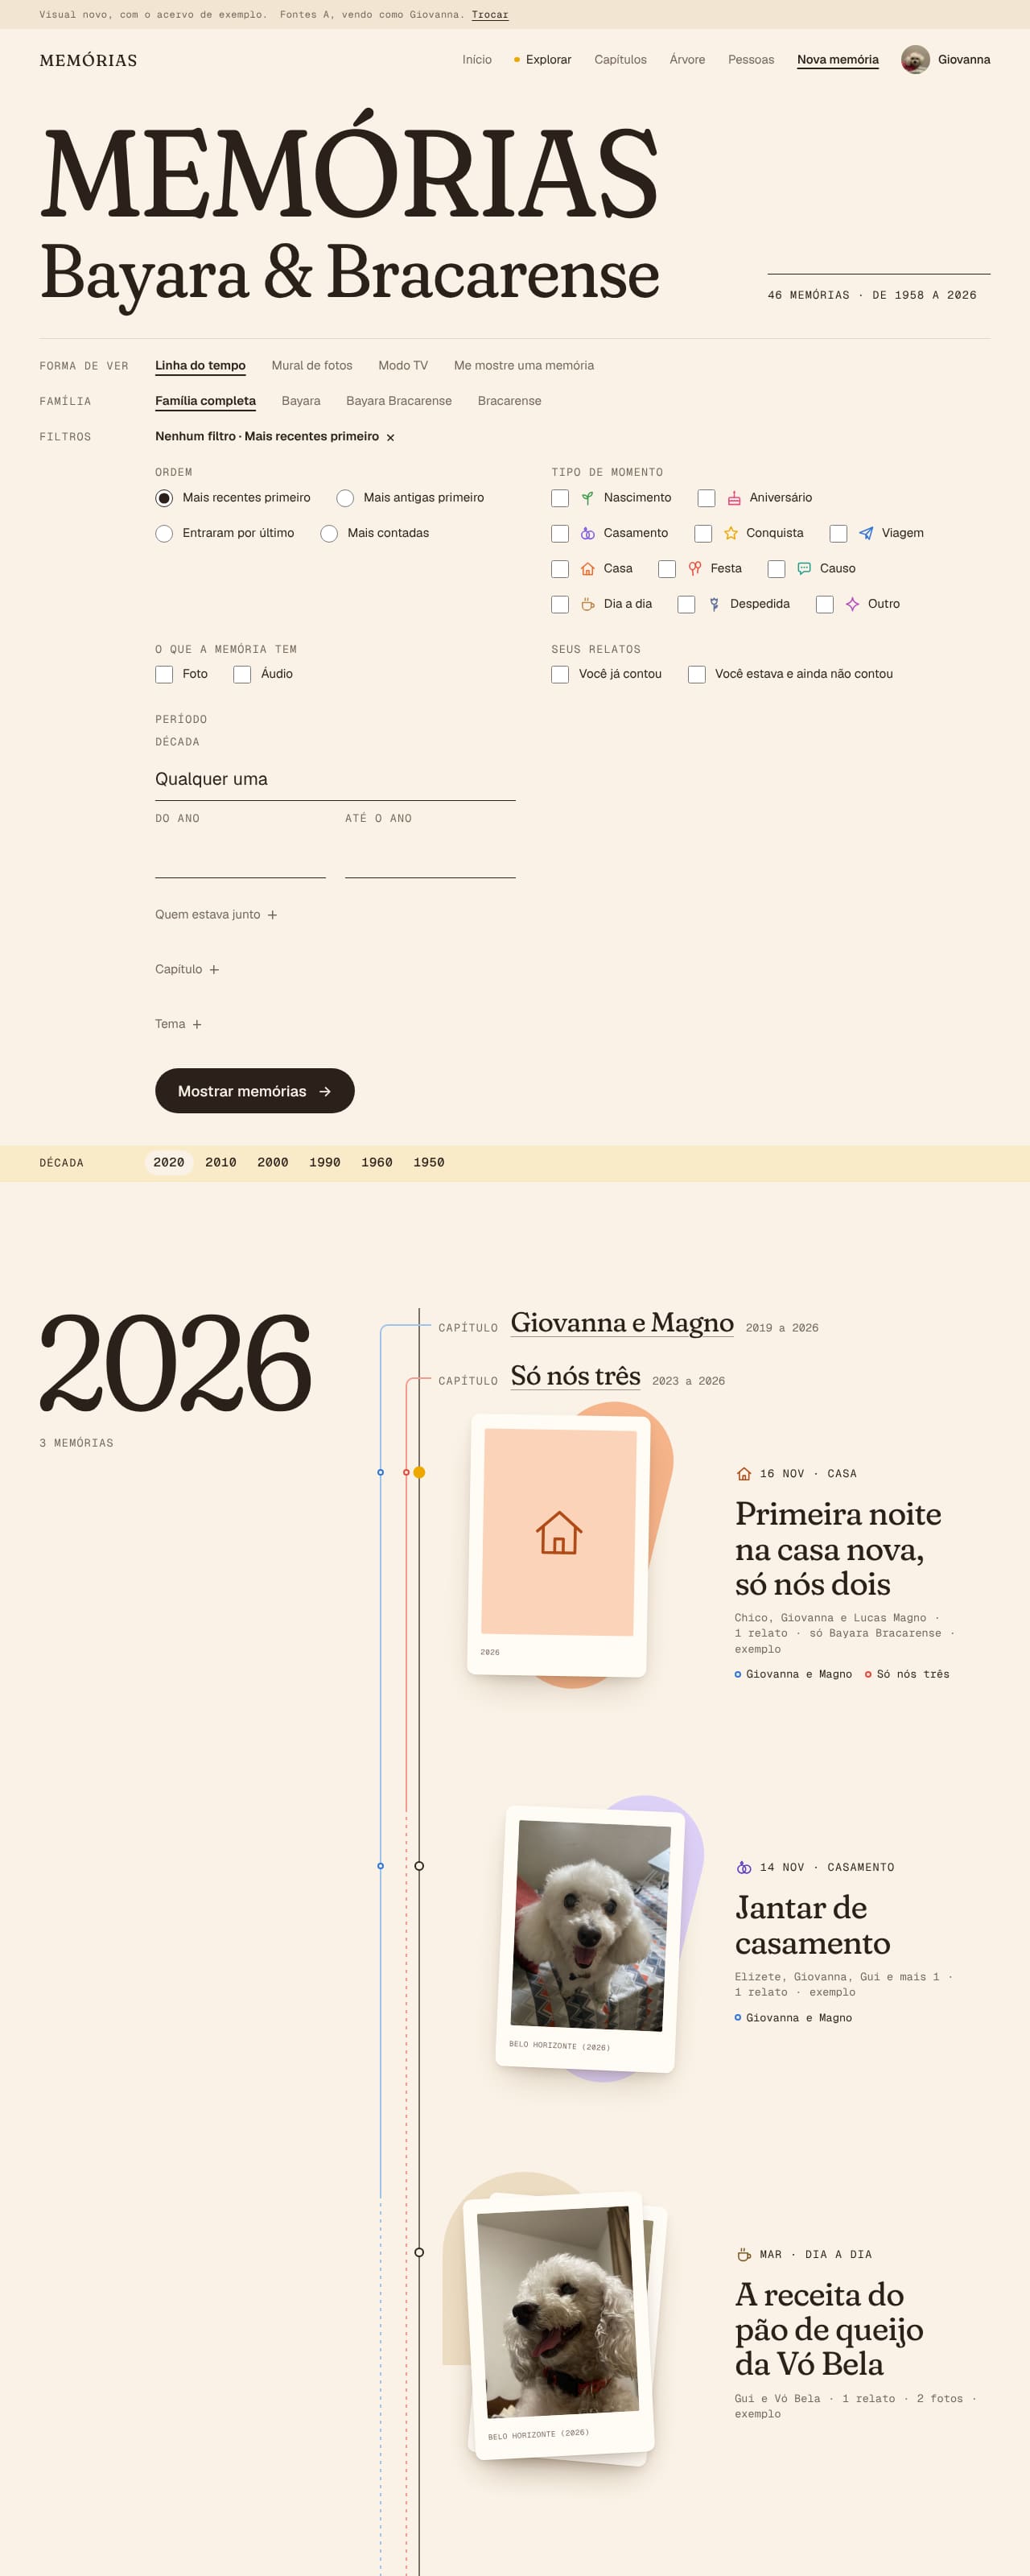 Visual novo, com o acervo de exemplo. Fontes A, vendo como Giovanna. Trocar
MEMÓRIAS
Início
Explorar
Capítulos
Árvore
Pessoas
Nova memória
Giovanna
MEMÓRIAS
Bayara & Bracarense
46 MEMÓRIAS · DE 1958 A 2026
FORMA DE VER
Linha do tempo
Mural de fotos
Modo TV
Me mostre uma memória
FAMÍLIA
Família completa
Bayara
Bayara Bracarense
Bracarense
FILTROS
Nenhum filtro · Mais recentes primeiro ×
ORDEM
Mais recentes primeiro
Mais antigas primeiro
Entraram por último
Mais contadas
TIPO DE MOMENTO
Nascimento
Aniversário
Casamento
Conquista
Viagem
Casa
Festa
Causo
Dia a dia
Despedida
Outro
O QUE A MEMÓRIA TEM
Foto
Áudio
SEUS RELATOS
Você já contou
Você estava e ainda não contou
PERÍODO
DÉCADA
Qualquer uma
DO ANO
ATÉ O ANO
Quem estava junto +
Capítulo +
Tema +
Mostrar memórias →
DÉCADA
2020
2010
2000
1990
1960
1950
2026
3 MEMÓRIAS
CAPÍTULO Giovanna e Magno 2019 a 2026
CAPÍTULO Só nós três 2023 a 2026
2026
16 NOV · CASA
Primeira noite
na casa nova,
só nós dois
Chico, Giovanna e Lucas Magno ·
1 relato · só Bayara Bracarense ·
exemplo
Giovanna e Magno
Só nós três
BELO HORIZONTE (2026)
14 NOV · CASAMENTO
Jantar de
casamento
Elizete, Giovanna, Gui e mais 1 ·
1 relato · exemplo
Giovanna e Magno
BELO HORIZONTE (2026)
MAR · DIA A DIA
A receita do
pão de queijo
da Vó Bela
Gui e Vó Bela · 1 relato · 2 fotos ·
exemplo